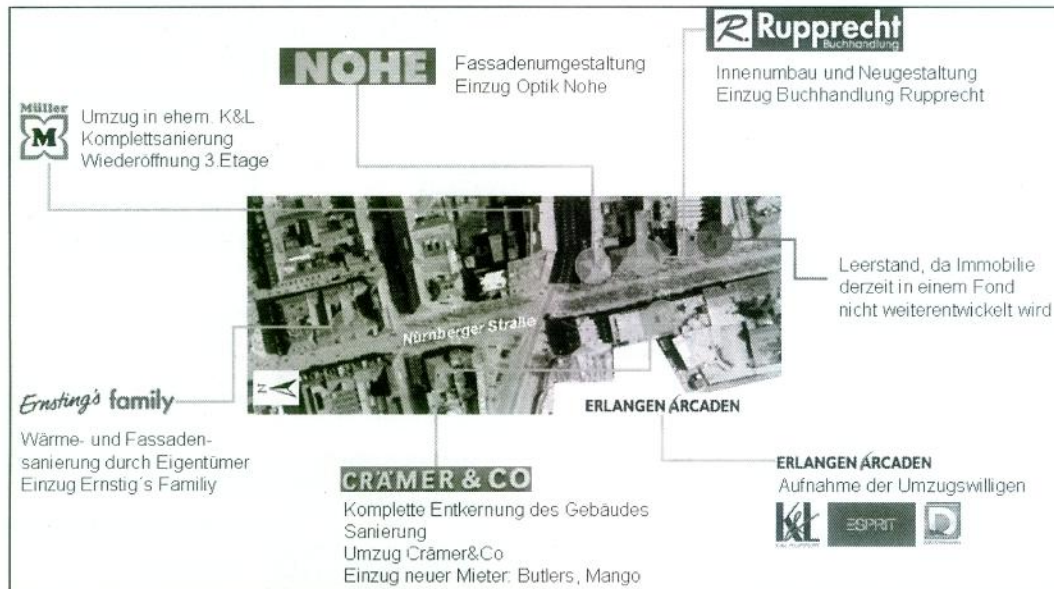 R. Rupprecht
Buchhandlung
Innenumbau und Neugestaltung
Einzug Buchhandlung Rupprecht
NOHE
Fassadenumgestaltung
Einzug Optik Nohe
Müller
M
Umzug in ehem. K&L
Komplettsanierung
Wiederöffnung 3.Etage
Leerstand, da Immobilie
derzeit in einem Fond
nicht weiterentwickelt wird
Nürnberger Straße
N
Ernsting's family
Wärme- und Fassaden-
sanierung durch Eigentümer
Einzug Ernstig´s Familiy
ERLANGEN ARCADEN
CRÄMER & CO
Komplette Entkernung des Gebäudes
Sanierung
Umzug Crämer&Co
Einzug neuer Mieter: Butlers, Mango
ERLANGEN ARCADEN
Aufnahme der Umzugswilligen
K&L
ESPRIT
D